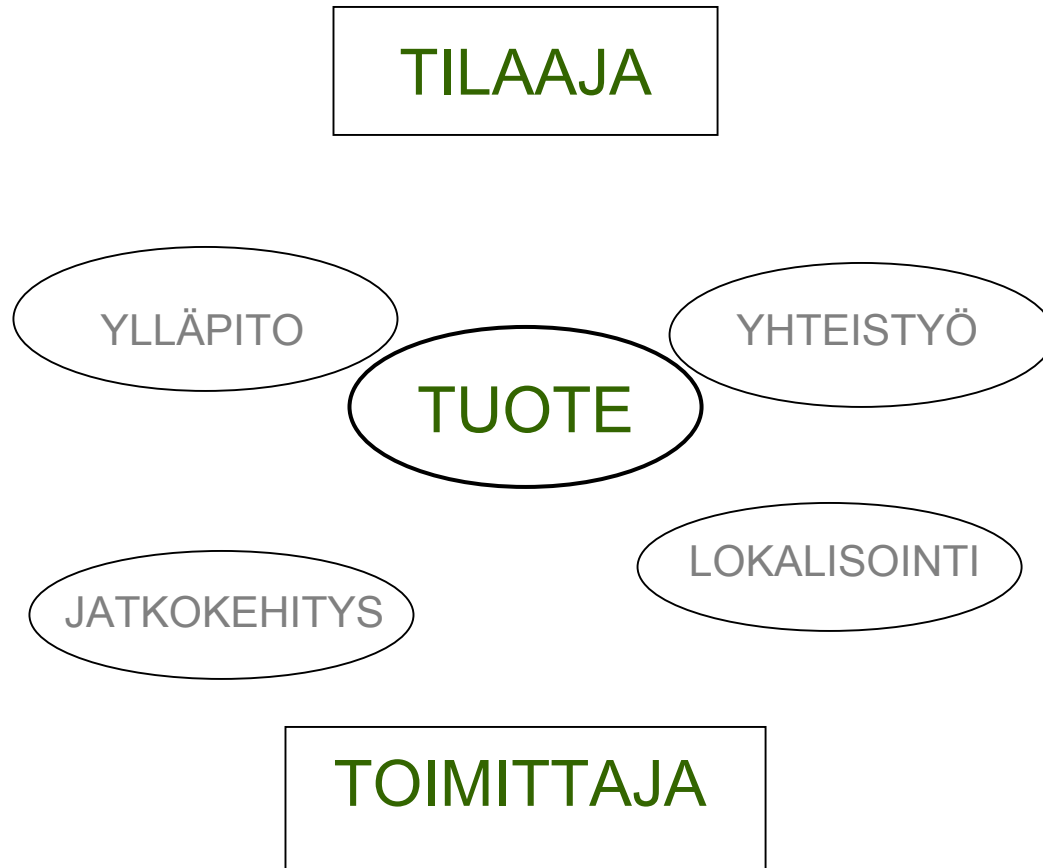 TILAAJA
YLLÄPITO
YHTEISTYÖ
TUOTE
LOKALISOINTI
JATKOKEHITYS
TOIMITTAJA